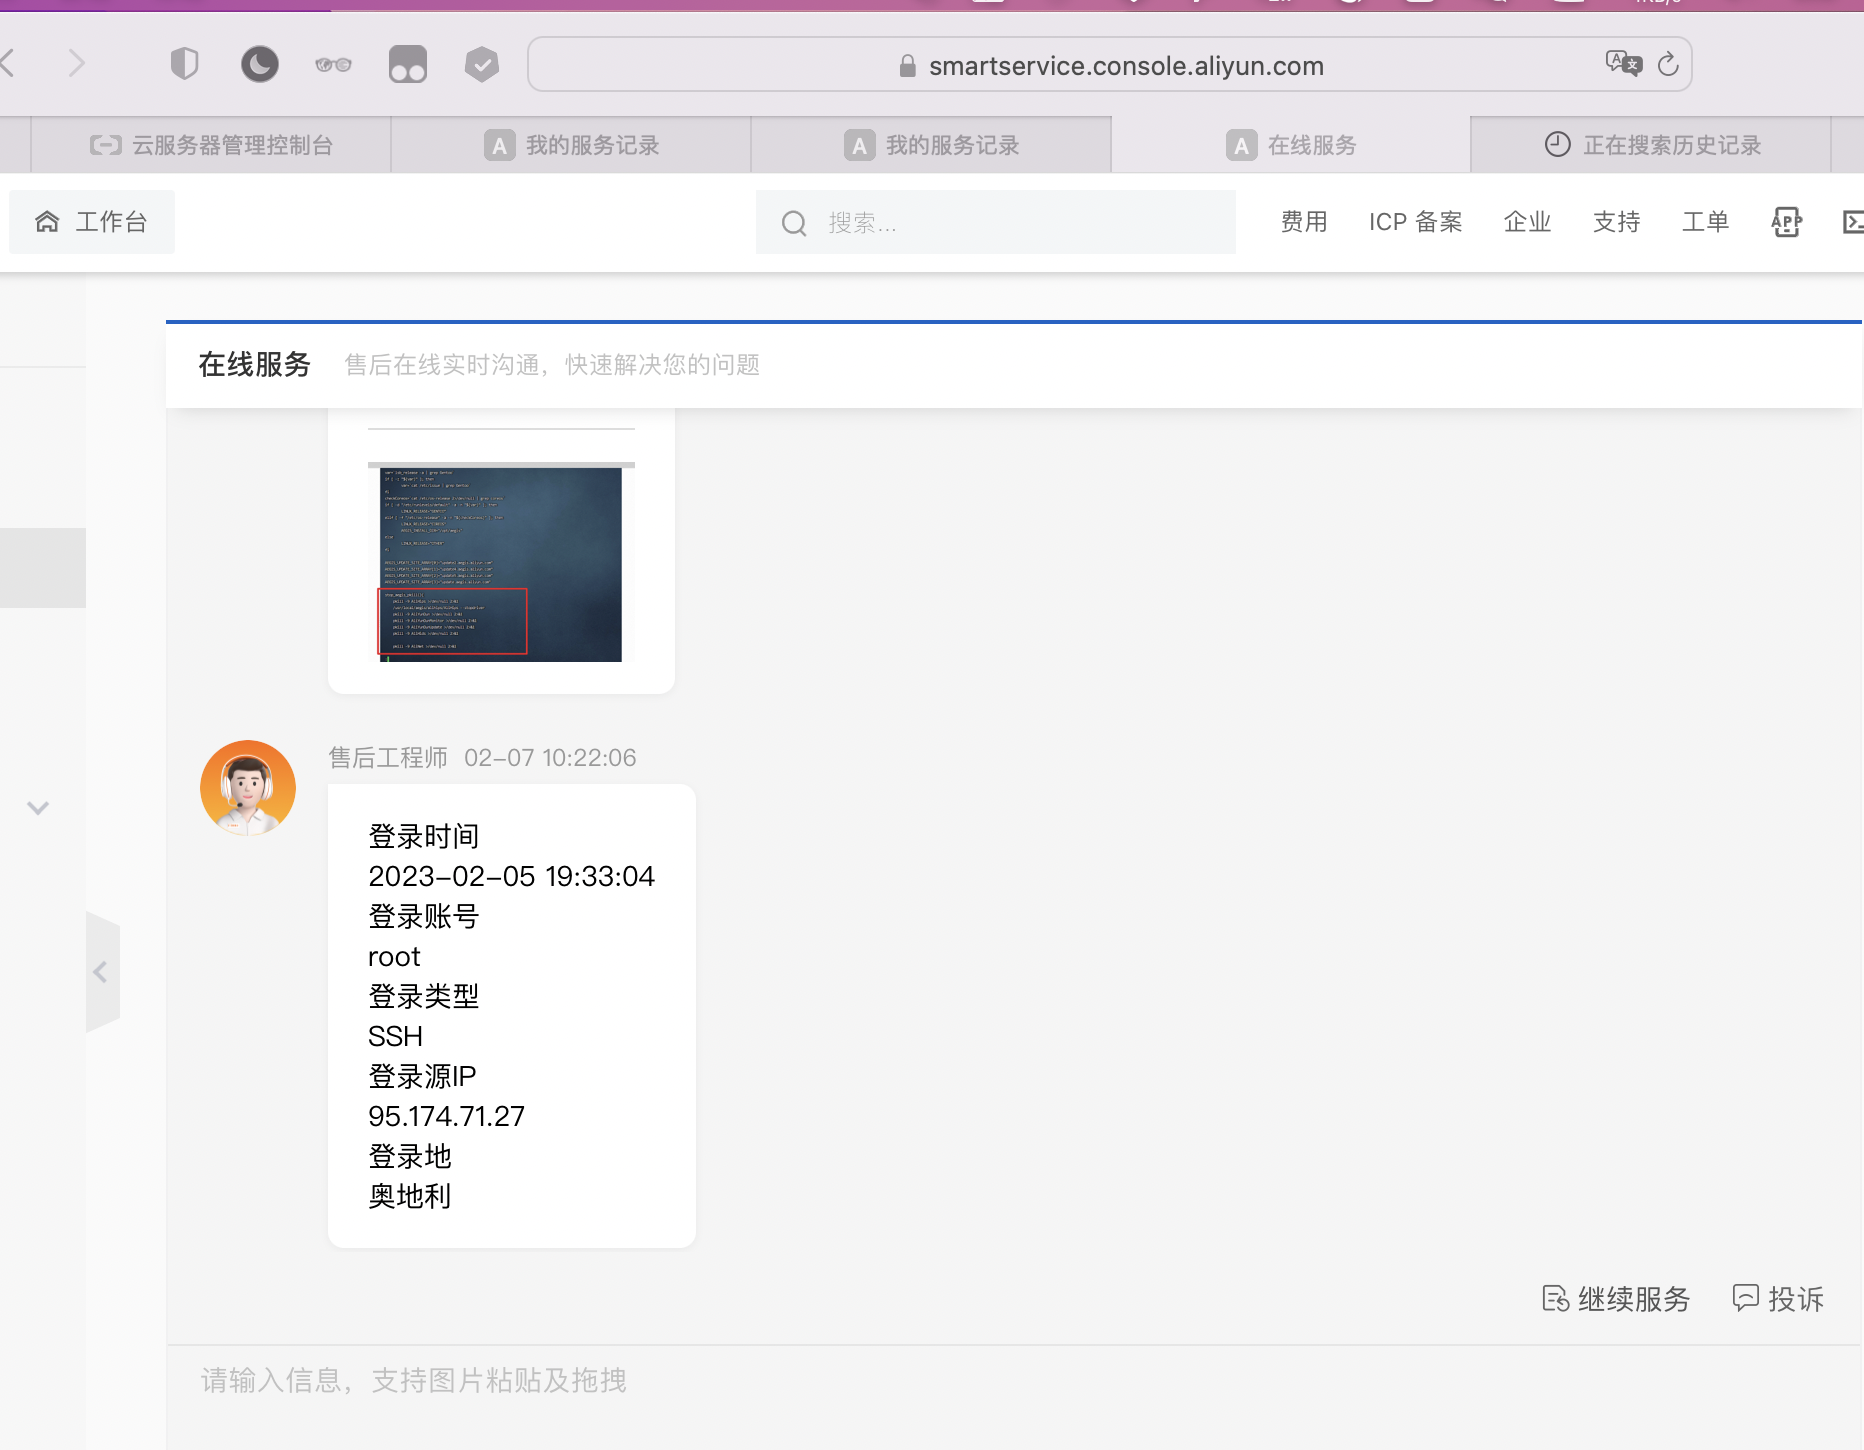 smartservice.console.aliyun.com
云服务器管理控制台
A 我的服务记录
A 我的服务记录
A 在线服务
正在搜索历史记录
工作台
搜索...
费用
ICP 备案
企业
支持
工单
APP
在线服务 售后在线实时沟通，快速解决您的问题
售后工程师 02-07 10:22:06
登录时间
2023-02-05 19:33:04
登录账号
root
登录类型
SSH
登录源IP
95.174.71.27
登录地
奥地利
继续服务 投诉
请输入信息，支持图片粘贴及拖拽